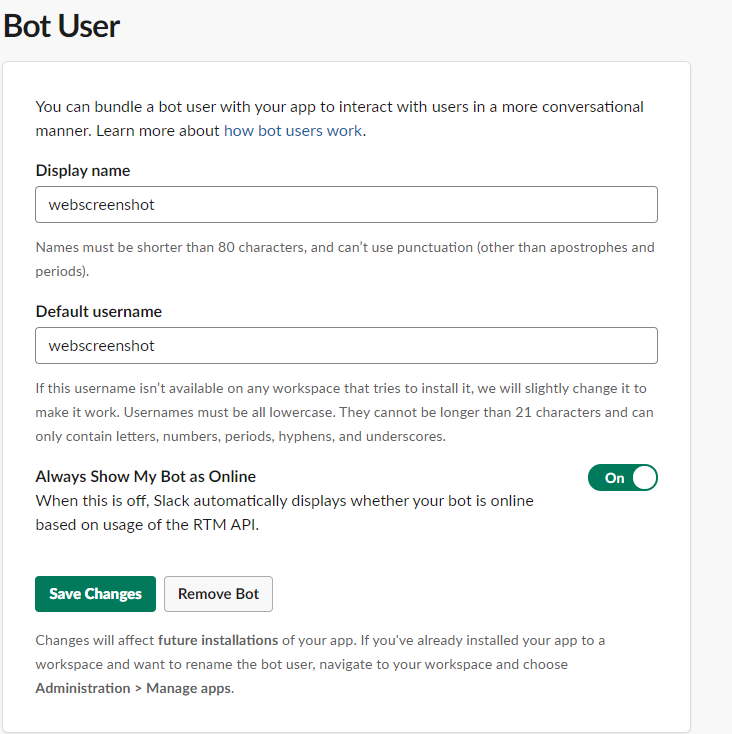 Bot User
You can bundle a bot user with your app to interact with users in a more conversational
manner. Learn more about how bot users work.
Display name
webscreenshot
Names must be shorter than 80 characters, and can’t use punctuation (other than apostrophes and
periods).
Default username
webscreenshot
If this username isn’t available on any workspace that tries to install it, we will slightly change it to
make it work. Usernames must be all lowercase. They cannot be longer than 21 characters and can
only contain letters, numbers, periods, hyphens, and underscores.
Always Show My Bot as Online
On
When this is off, Slack automatically displays whether your bot is online
based on usage of the RTM API.
Save Changes
Remove Bot
Changes will affect future installations of your app. If you've already installed your app to a
workspace and want to rename the bot user, navigate to your workspace and choose
Administration > Manage apps.